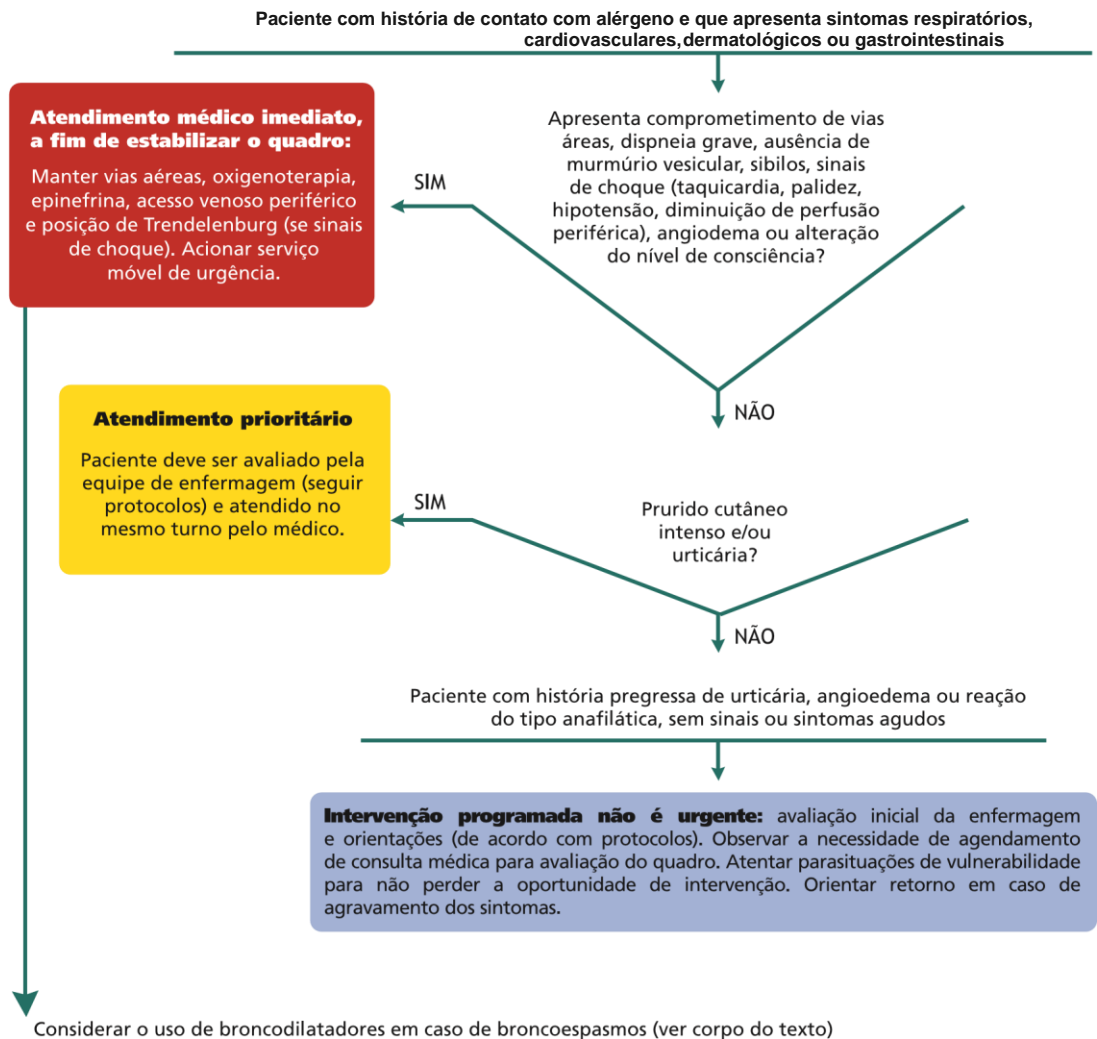 Paciente com história de contato com alérgeno e que apresenta sintomas respiratórios,
cardiovasculares,dermatológicos ou gastrointestinais
Atendimento médico imediato,
a fim de estabilizar o quadro:
Manter vias aéreas, oxigenoterapia,
epinefrina, acesso venoso periférico
e posição de Trendelenburg (se sinais
de choque). Acionar serviço
móvel de urgência.
SIM
Apresenta comprometimento de vias
áreas, dispneia grave, ausência de
murmúrio vesicular, sibilos, sinais
de choque (taquicardia, palidez,
hipotensão, diminuição de perfusão
periférica), angiodema ou alteração
do nível de consciência?
NÃO
Atendimento prioritário
Paciente deve ser avaliado pela
equipe de enfermagem (seguir
protocolos) e atendido no
mesmo turno pelo médico.
SIM
Prurido cutâneo
intenso e/ou
urticária?
NÃO
Paciente com história pregressa de urticária, angioedema ou reação
do tipo anafilática, sem sinais ou sintomas agudos
Intervenção programada não é urgente: avaliação inicial da enfermagem
e orientações (de acordo com protocolos). Observar a necessidade de agendamento
de consulta médica para avaliação do quadro. Atentar parasituações de vulnerabilidade
para não perder a oportunidade de intervenção. Orientar retorno em caso de
agravamento dos sintomas.
Considerar o uso de broncodilatadores em caso de broncoespasmos (ver corpo do texto)